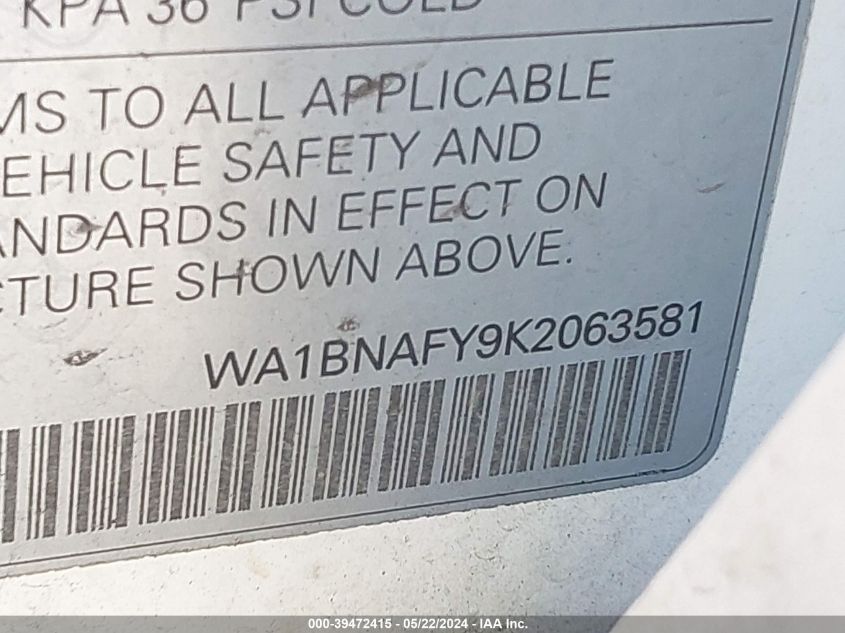 KPA 36 PSI COLD
MS TO ALL APPLICABLE
EHICLE SAFETY AND
ANDARDS IN EFFECT ON
CTURE SHOWN ABOVE.
WA1BNAFY9K2063581
000-39472415 - 05/22/2024 - IAA Inc.